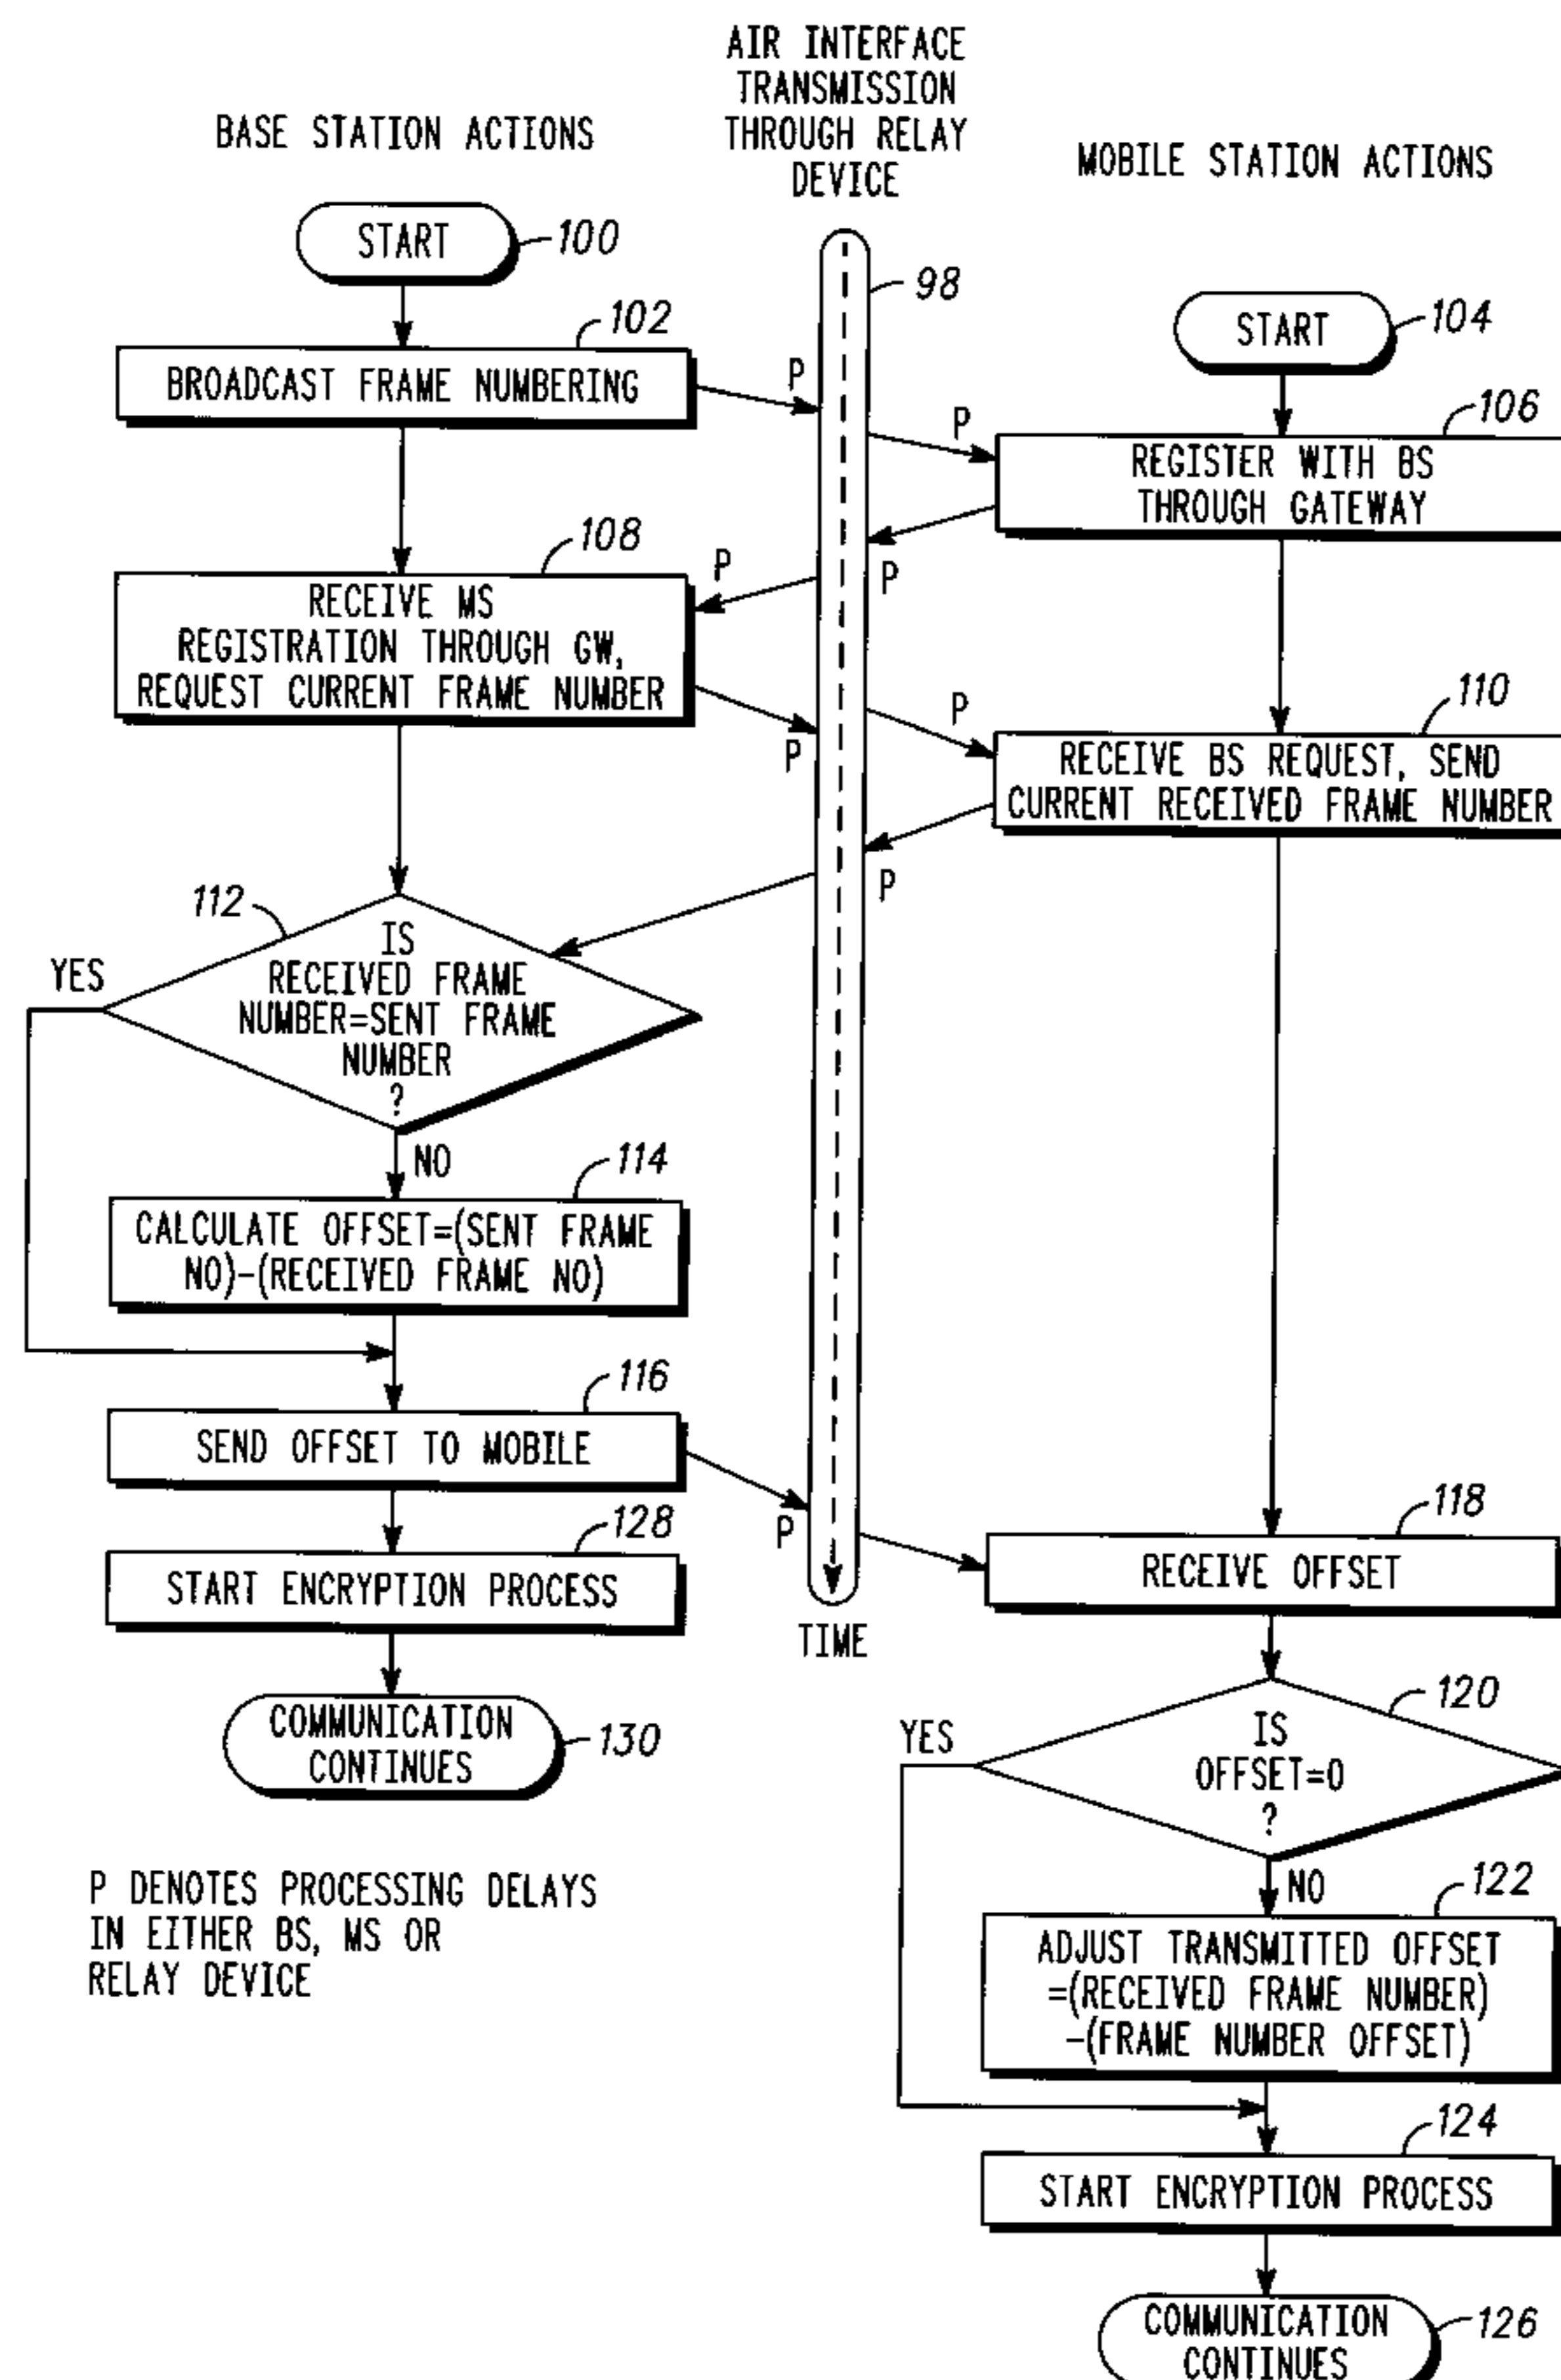 AIR INTERFACE
TRANSMISSION
THROUGH RELAY
DEVICE
BASE STATION ACTIONS
MOBILE STATION ACTIONS
START
100
98
START
104
102
BROADCAST FRAME NUMBERING
P
P
106
REGISTER WITH BS
THROUGH GATEWAY
108
P
P
RECEIVE MS
REGISTRATION THROUGH GW,
REQUEST CURRENT FRAME NUMBER
P
P
110
RECEIVE BS REQUEST, SEND
CURRENT RECEIVED FRAME NUMBER
P
112
IS
RECEIVED FRAME
NUMBER=SENT FRAME
NUMBER
?
YES
NO
114
CALCULATE OFFSET=(SENT FRAME
NO)-(RECEIVED FRAME NO)
116
SEND OFFSET TO MOBILE
P
128
START ENCRYPTION PROCESS
118
RECEIVE OFFSET
TIME
COMMUNICATION
CONTINUES
130
120
YES
IS
OFFSET=0
?
NO
122
P DENOTES PROCESSING DELAYS
IN EITHER BS, MS OR
RELAY DEVICE
ADJUST TRANSMITTED OFFSET
=(RECEIVED FRAME NUMBER)
-(FRAME NUMBER OFFSET)
124
START ENCRYPTION PROCESS
COMMUNICATION
CONTINUES
126